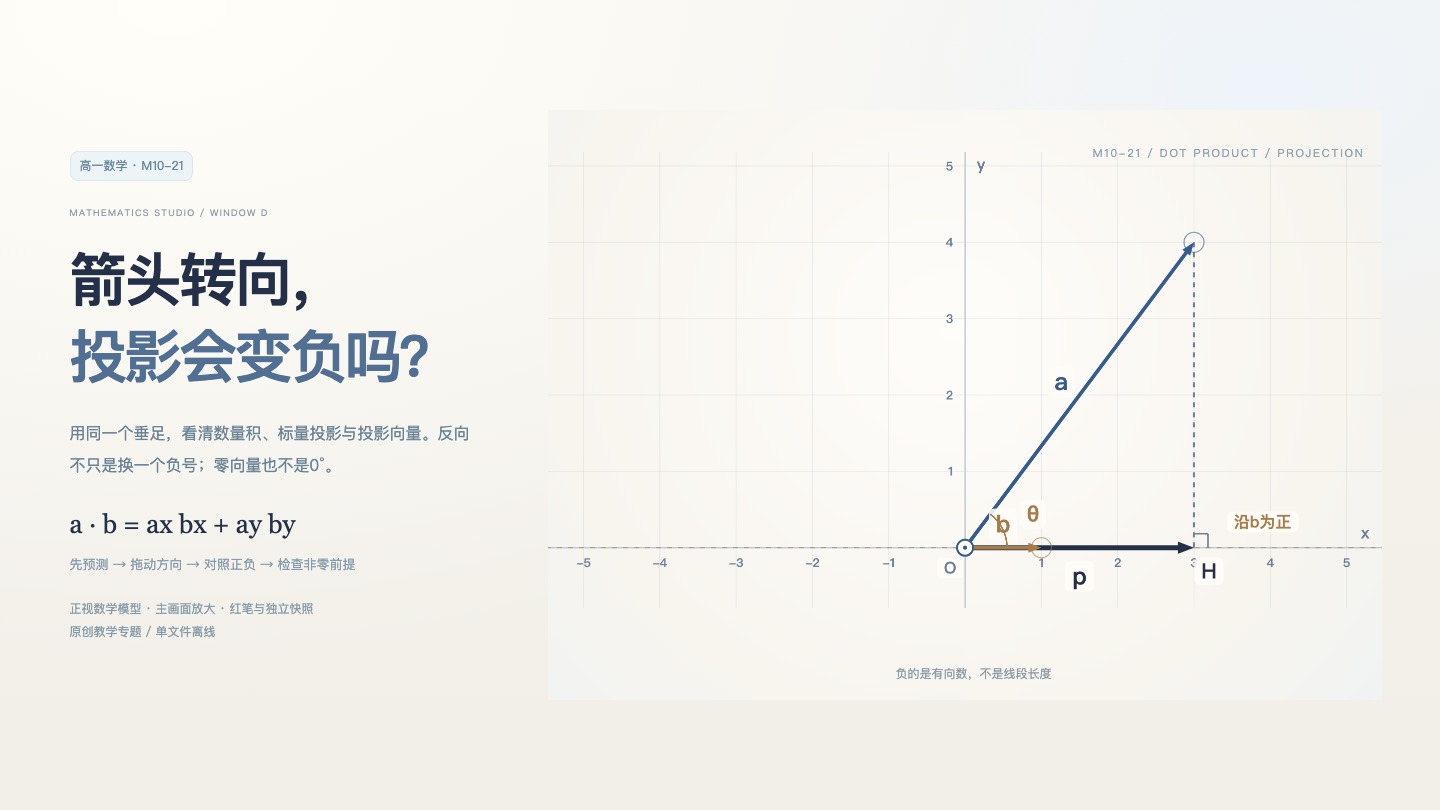 高一数学 · M10-21
MATHEMATICS STUDIO / WINDOW D
箭头转向，
投影会变负吗？
用同一个垂足，看清数量积、标量投影与投影向量。反向
不只是换一个负号；零向量也不是0°。
a · b = ax bx + ay by
先预测 → 拖动方向 → 对照正负 → 检查非零前提
正视数学模型 · 主画面放大 · 红笔与独立快照
原创教学专题 / 单文件离线
M10-21 / DOT PRODUCT / PROJECTION
5 y
4
3
a
2
1
b θ
沿b为正
x
-5 -4 -3 -2 -1 O 1 2 3 H 4 5
p
负的是有向数，不是线段长度